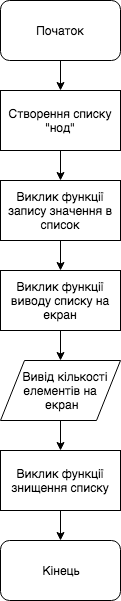 Початок
Створення списку
"нод"
Виклик функції
запису значення в
список
Виклик функції
виводу списку на
екран
Вивід кількості
елементів на
екран
Виклик функції
знищення списку
Кінець